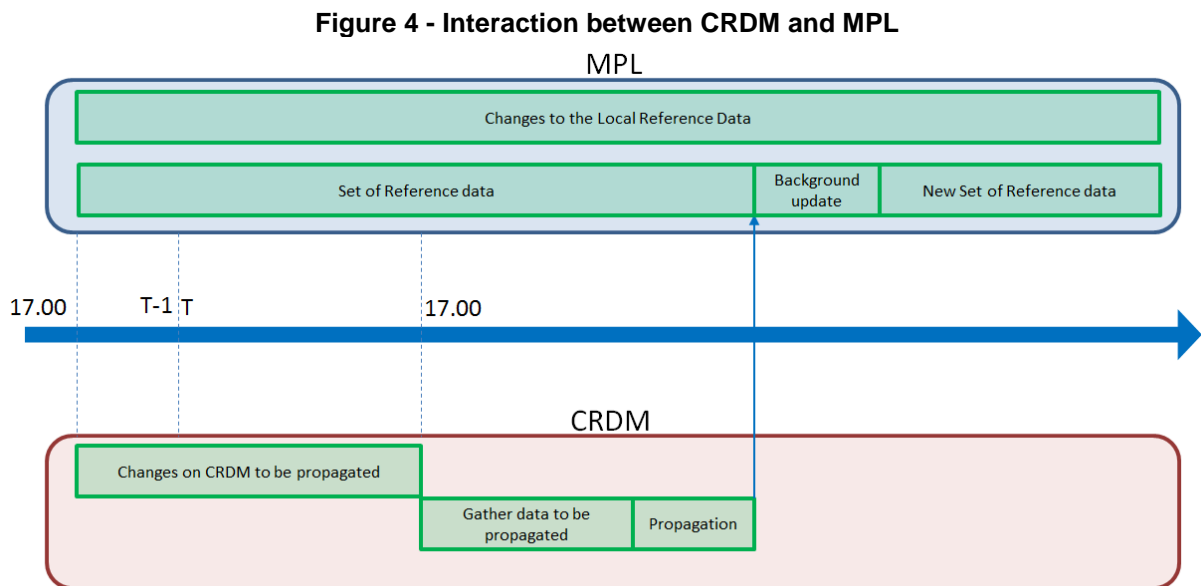 Figure 4 - Interaction between CRDM and MPL
MPL
Changes to the Local Reference Data
Set of Reference data
Background
update
New Set of Reference data
17.00
T-1
T
17.00
CRDM
Changes on CRDM to be propagated
Gather data to be
propagated
Propagation